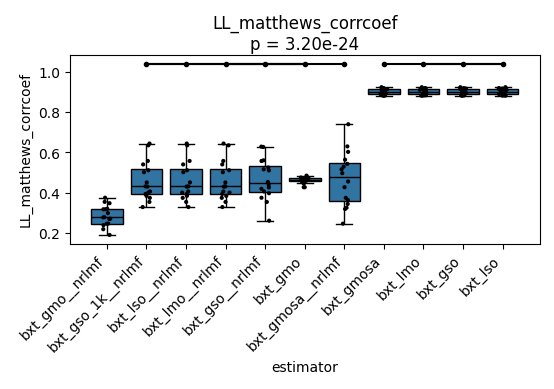 LL_matthews_corrcoef
p = 3.20e-24
LL_matthews_corrcoef
1.0
0.8
0.6
0.4
0.2
bxt_gmo__nrlmf
bxt_gso_1k__nrlmf
bxt_lso__nrlmf
bxt_lmo__nrlmf
bxt_gso__nrlmf
bxt_gmo
bxt_gmosa__nrlmf
bxt_gmosa
bxt_lmo
bxt_gso
bxt_lso
estimator